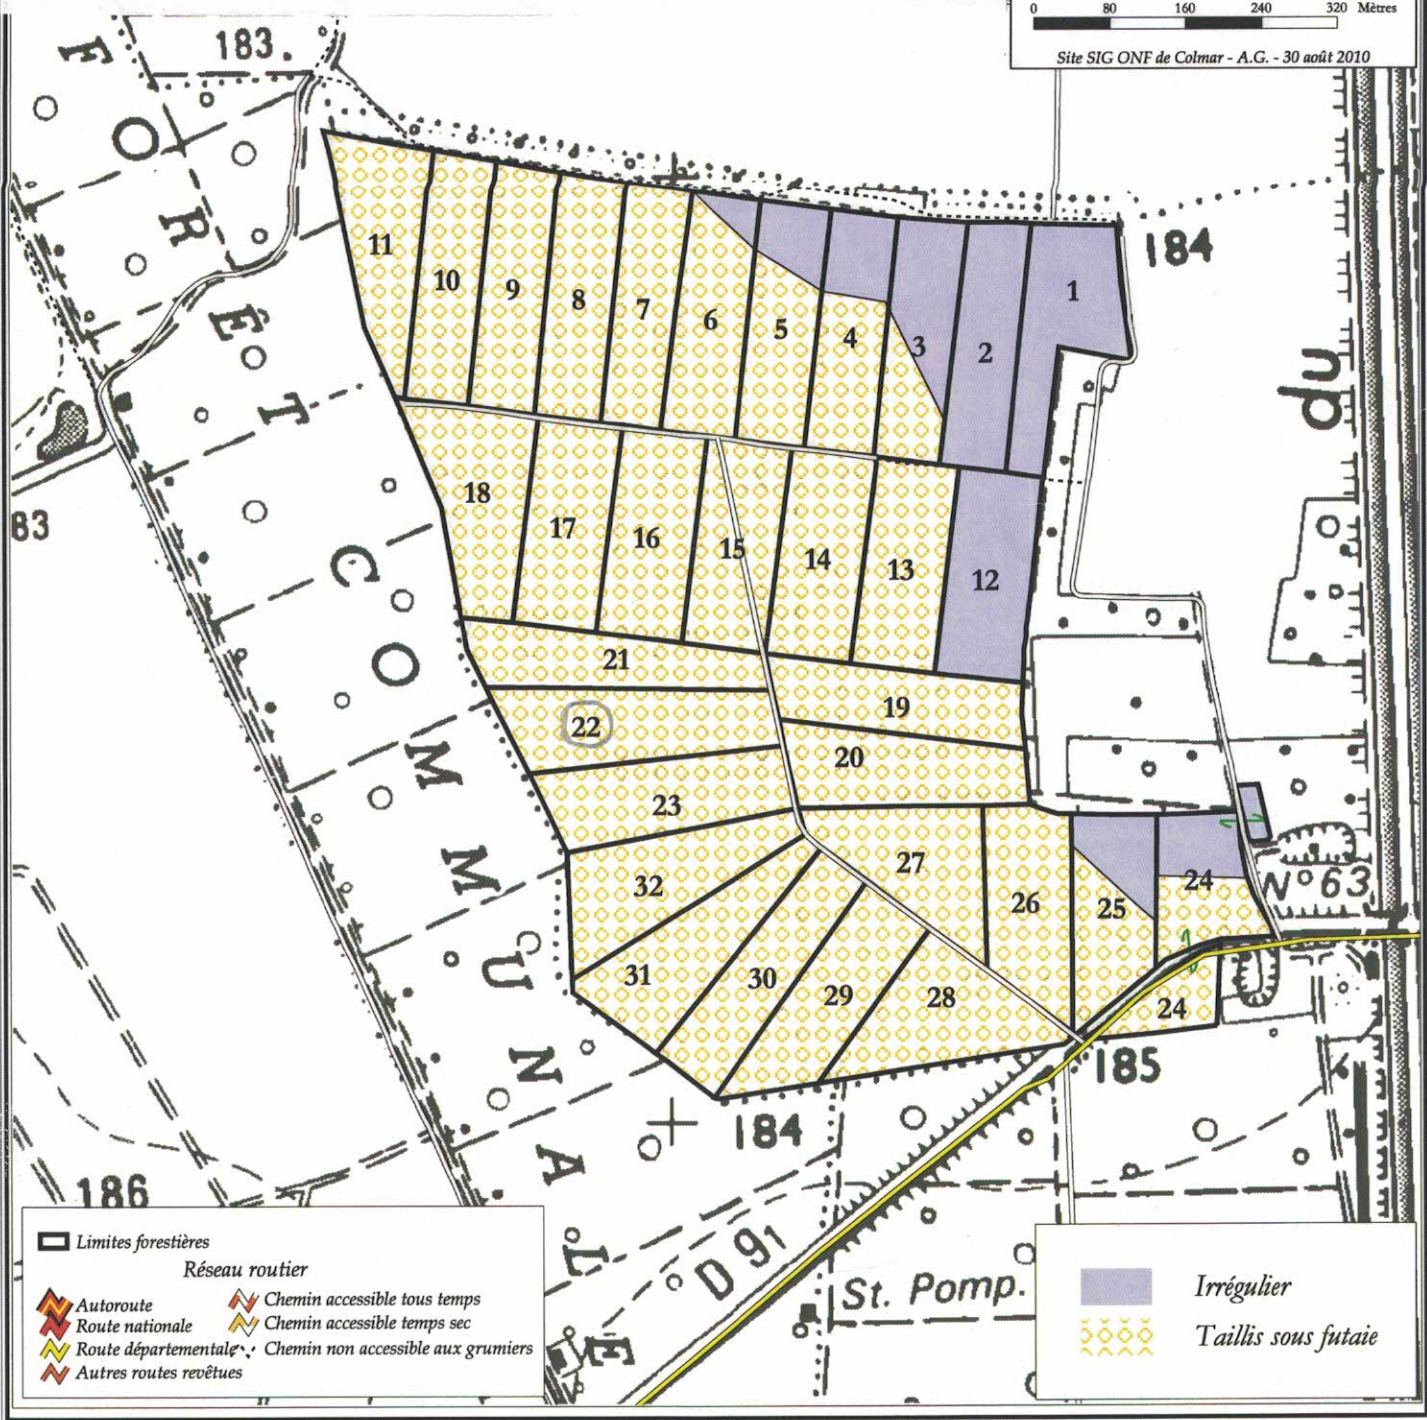 0 80 160 240 320 Mètres
Site SIG ONF de Colmar - A.G. - 30 août 2010
183.
184
FORÊT COMMUNALE
du
83
11
10
9
8
7
6
5
4
3
2
1
18
17
16
15
14
13
12
21
19
22
20
23
27
32
26
25
24
N° 63
31
30
29
28
24
185
184
186
D 91
St. Pomp.
Limites forestières
Réseau routier
Autoroute
Route nationale
Route départementale
Autres routes revêtues
Chemin accessible tous temps
Chemin accessible temps sec
Chemin non accessible aux grumiers
Irrégulier
Taillis sous futaie